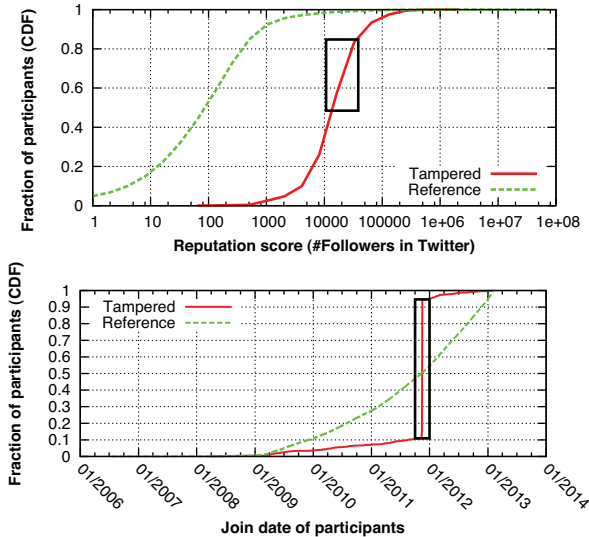 Fraction of participants (CDF)
1
0.8
0.6
0.4
0.2
0
Tampered
Reference
1 10 100 1000 10000 100000 1e+06 1e+07 1e+08
Reputation score (#Followers in Twitter)
Fraction of participants (CDF)
1
0.9
0.8
0.7
0.6
0.5
0.4
0.3
0.2
0.1
0
Tampered
Reference
01/2006 01/2007 01/2008 01/2009 01/2010 01/2011 01/2012 01/2013 01/2014
Join date of participants